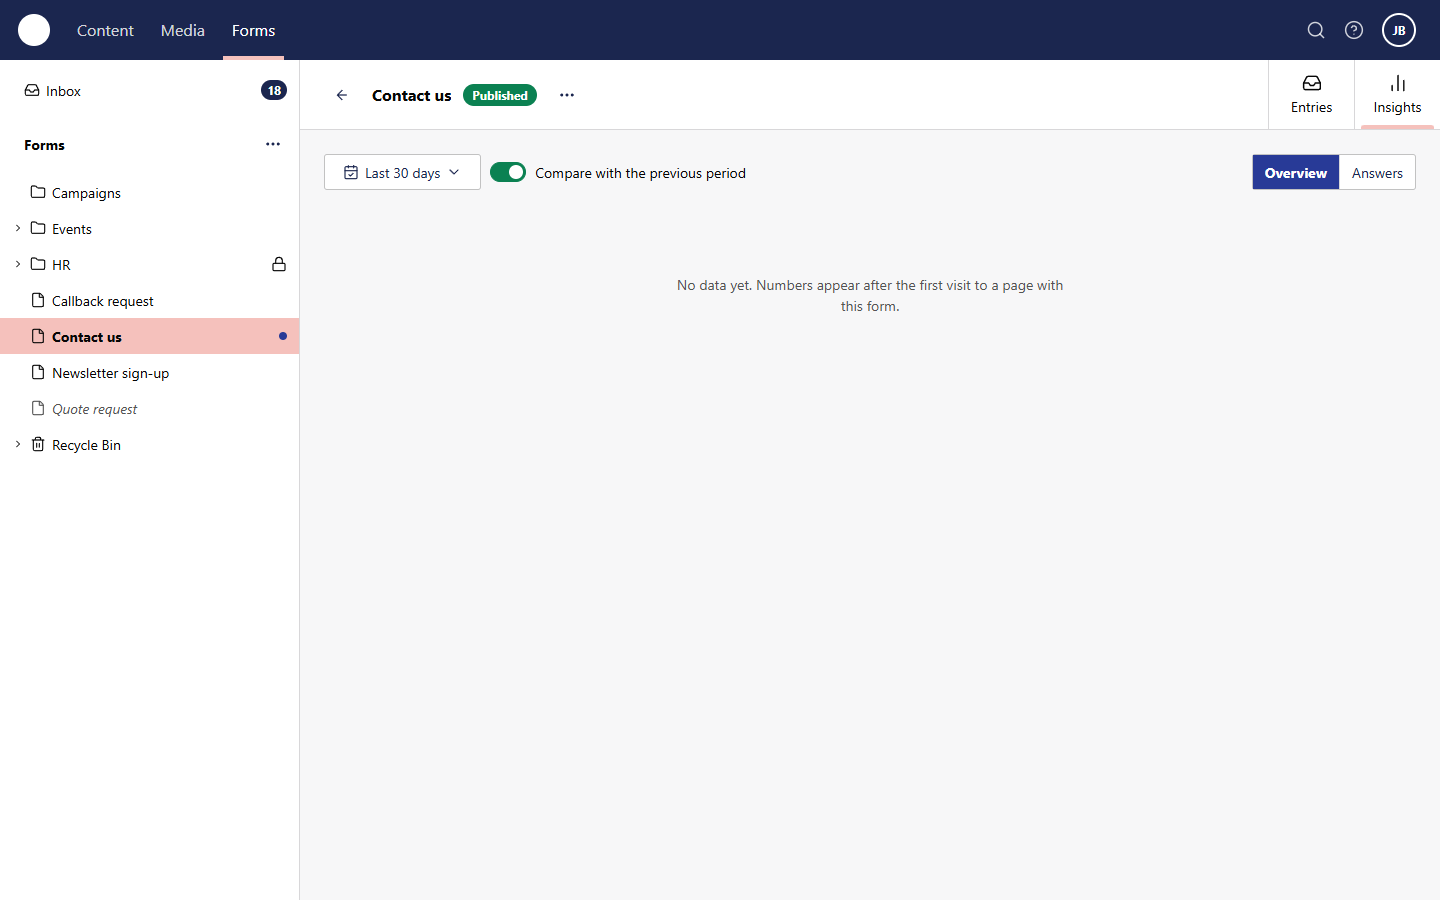 Content Media Forms
JB
Inbox 18
Forms
Campaigns
Events
HR
Callback request
Contact us
Newsletter sign-up
Quote request
Recycle Bin
Contact us Published
Entries
Insights
Last 30 days
Compare with the previous period
Overview Answers
No data yet. Numbers appear after the first visit to a page with
this form.